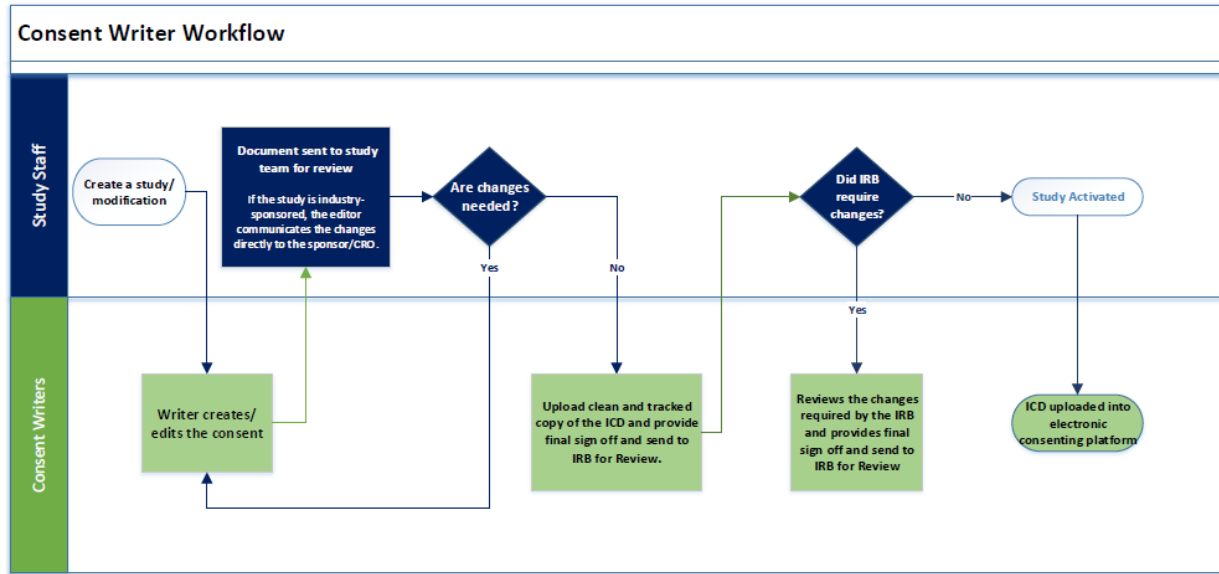 Consent Writer Workflow
Study Staff
Create a study/
modification
Document sent to study
team for review
If the study is industry-
sponsored, the editor
communicates the changes
directly to the sponsor/CRO.
Are changes
needed?
Yes
No
Did IRB
require
changes?
No
Yes
Study Activated
Consent Writers
Writer creates/
edits the consent
Upload clean and tracked
copy of the ICD and provide
final sign off and send to
IRB for Review.
Reviews the changes
required by the IRB
and provides final
sign off and send to
IRB for Review
ICD uploaded into
electronic
consenting platform